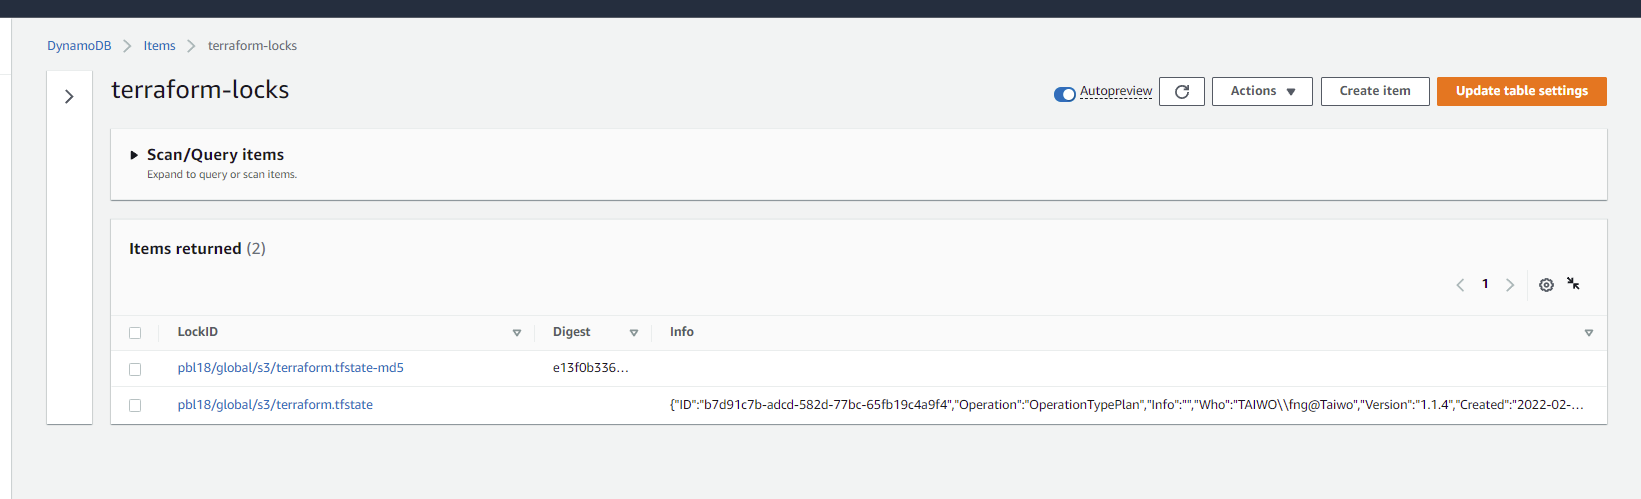 DynamoDB > Items > terraform-locks
terraform-locks
Autopreview
Actions
Create item
Update table settings
Scan/Query items
Expand to query or scan items.
Items returned (2)
1
LockID Digest Info
pbl18/global/s3/terraform.tfstate-md5 e13f0b336...
pbl18/global/s3/terraform.tfstate {"ID":"b7d91c7b-adcd-582d-77bc-65fb19c4a9f4","Operation":"OperationTypePlan","Info":"","Who":"TAIWO\\fng@Taiwo","Version":"1.1.4","Created":"2022-02-...